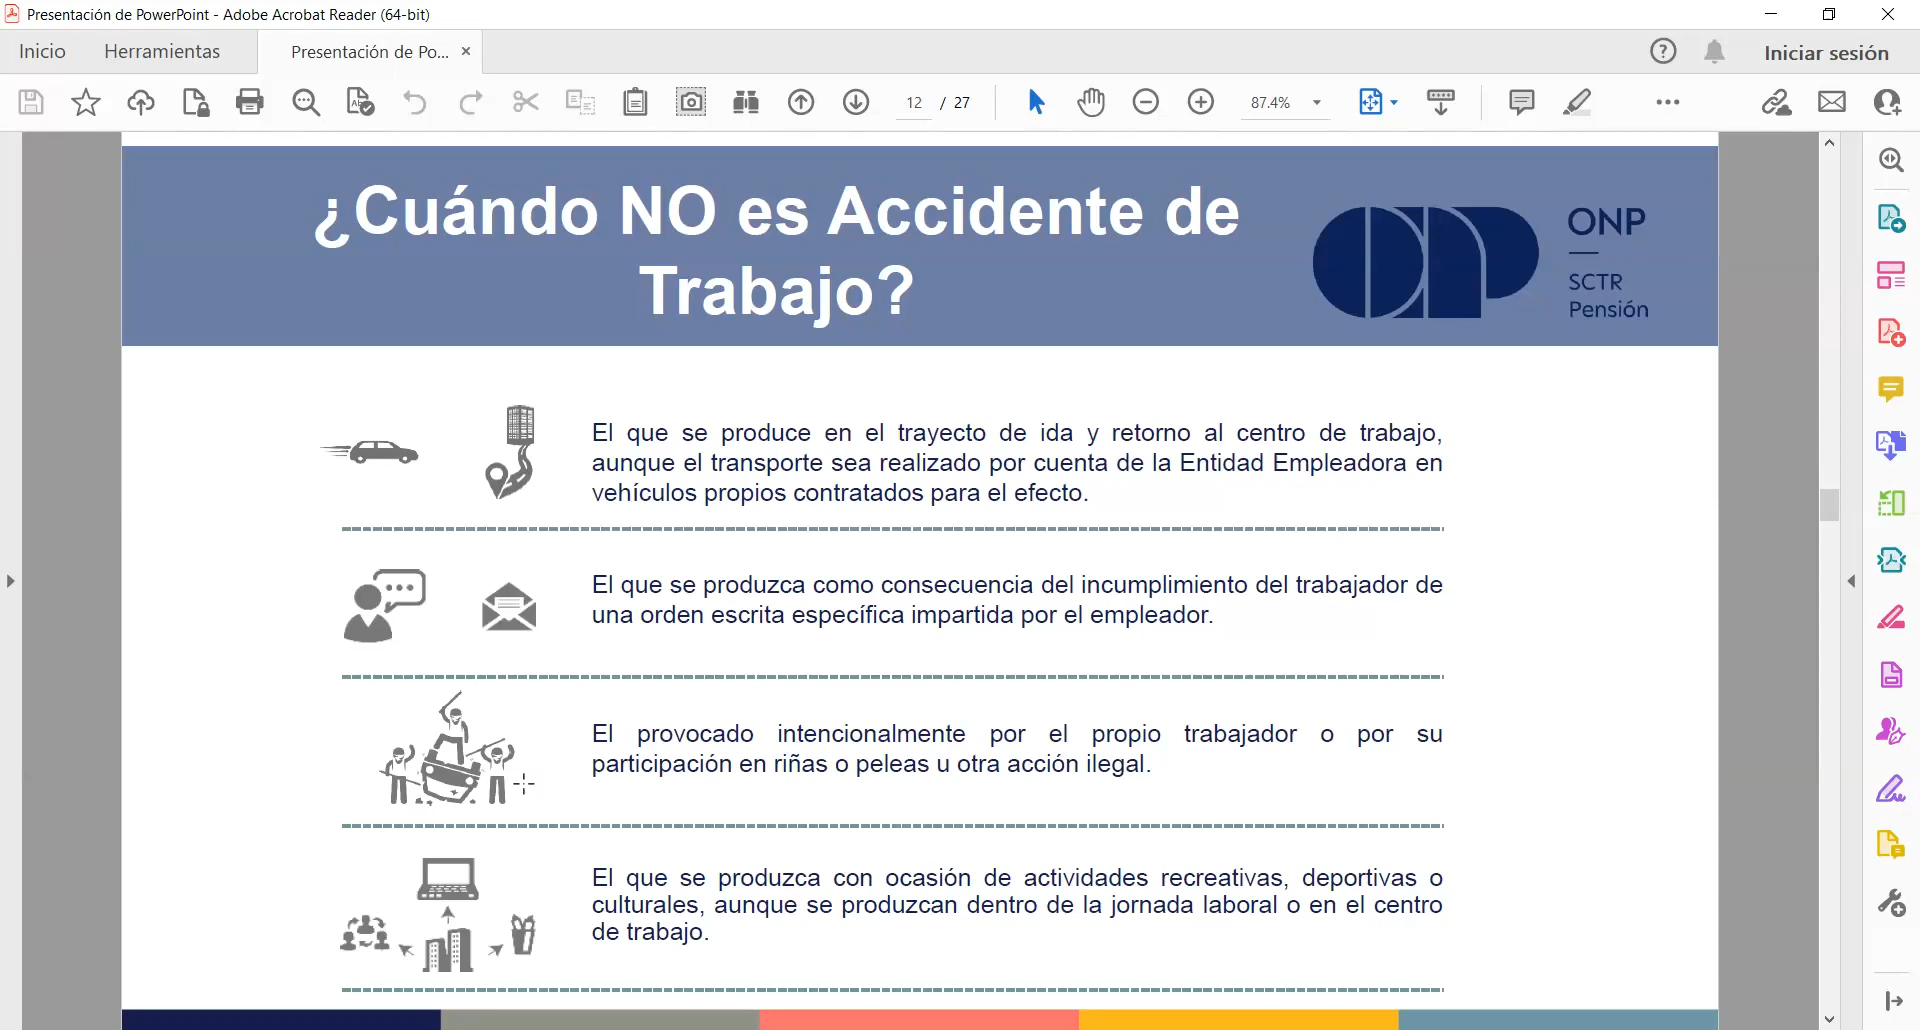 Presentación de PowerPoint - Adobe Acrobat Reader (64-bit)
Inicio Herramientas Presentación de Po... × Iniciar sesión
12 / 27 87.4%
¿Cuándo NO es Accidente de
Trabajo?
ONP
SCTR
Pensión
El que se produce en el trayecto de ida y retorno al centro de trabajo,
aunque el transporte sea realizado por cuenta de la Entidad Empleadora en
vehículos propios contratados para el efecto.
El que se produzca como consecuencia del incumplimiento del trabajador de
una orden escrita específica impartida por el empleador.
El provocado intencionalmente por el propio trabajador o por su
participación en riñas o peleas u otra acción ilegal.
El que se produzca con ocasión de actividades recreativas, deportivas o
culturales, aunque se produzcan dentro de la jornada laboral o en el centro
de trabajo.